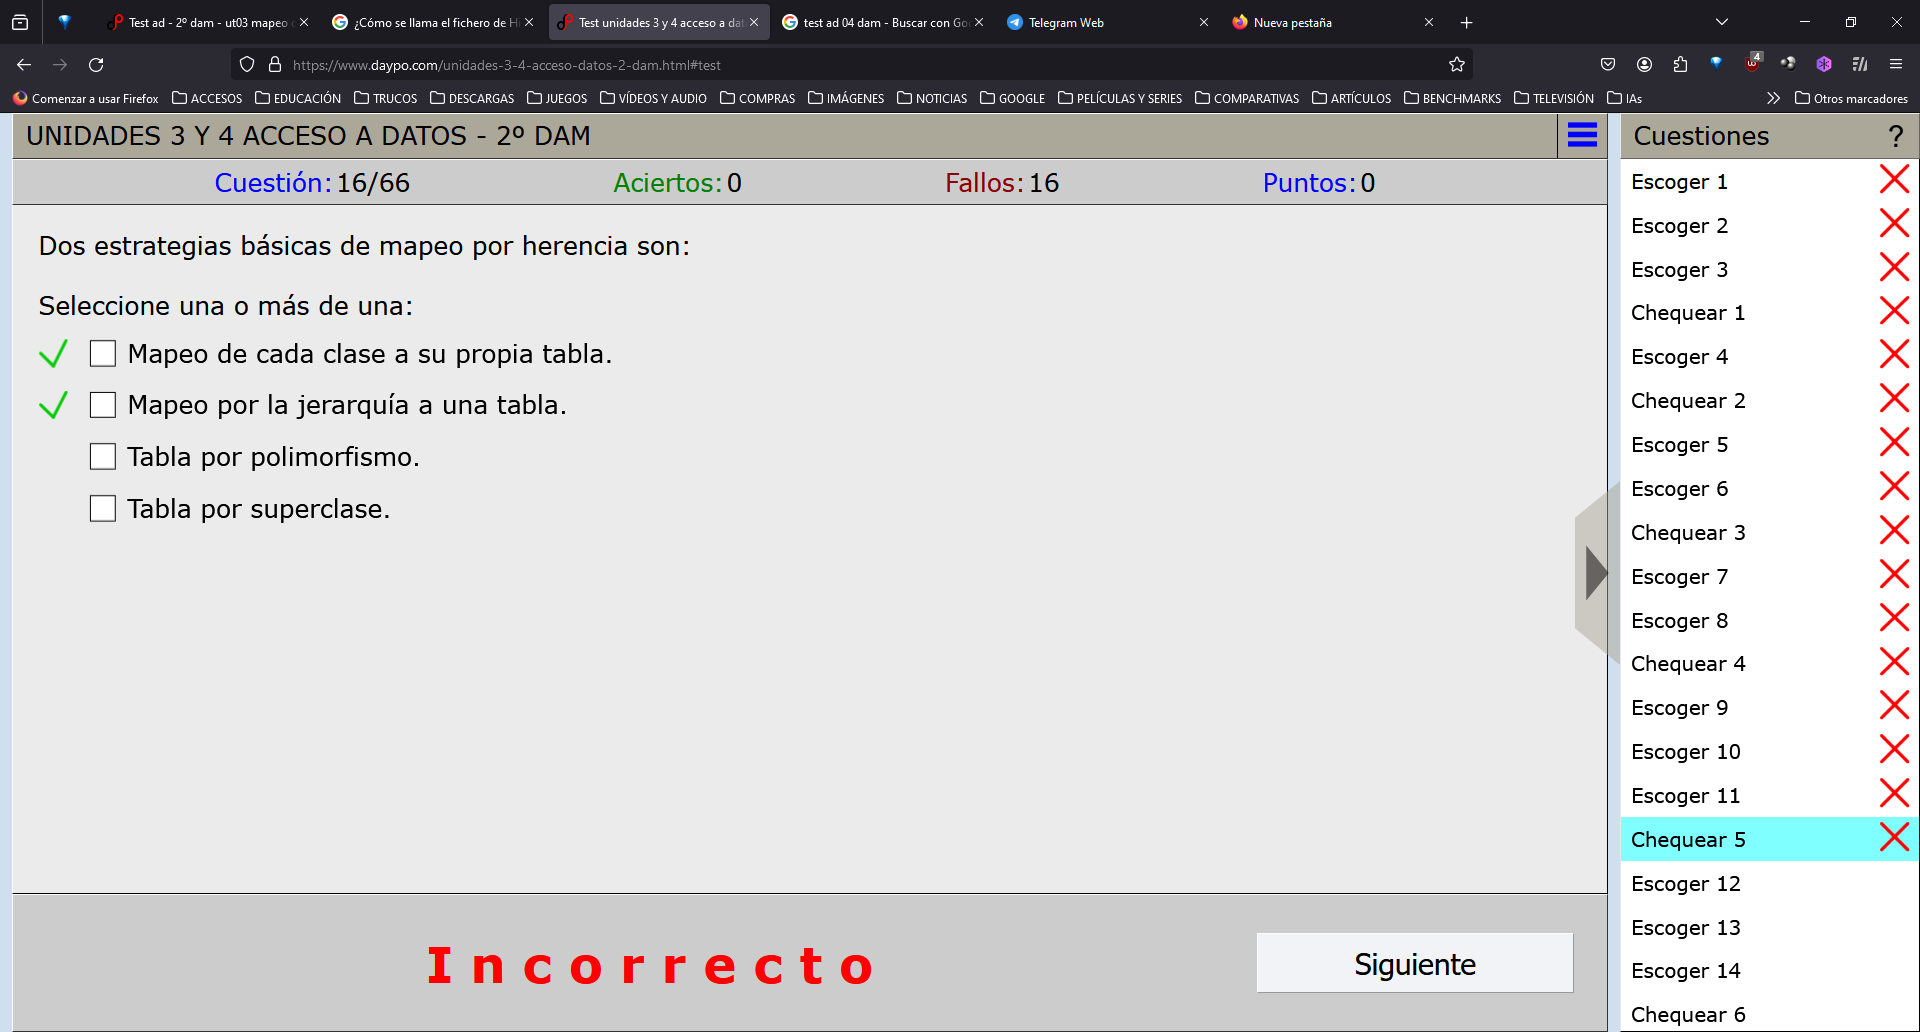 Test ad - 2º dam - ut03 mapeo
¿Cómo se llama el fichero de Hi
Test unidades 3 y 4 acceso a dat
test ad 04 dam - Buscar con Goo
Telegram Web
Nueva pestaña
https://www.daypo.com/unidades-3-4-acceso-datos-2-dam.html#test
4
Comenzar a usar Firefox
ACCESOS
EDUCACIÓN
TRUCOS
DESCARGAS
JUEGOS
VÍDEOS Y AUDIO
COMPRAS
IMÁGENES
NOTICIAS
GOOGLE
PELÍCULAS Y SERIES
COMPARATIVAS
ARTÍCULOS
BENCHMARKS
TELEVISIÓN
IAs
Otros marcadores
UNIDADES 3 Y 4 ACCESO A DATOS - 2º DAM
Cuestión: 16/66
Aciertos: 0
Fallos: 16
Puntos: 0
Dos estrategias básicas de mapeo por herencia son:
Seleccione una o más de una:
Mapeo de cada clase a su propia tabla.
Mapeo por la jerarquía a una tabla.
Tabla por polimorfismo.
Tabla por superclase.
Incorrecto
Siguiente
Cuestiones
?
Escoger 1
Escoger 2
Escoger 3
Chequear 1
Escoger 4
Chequear 2
Escoger 5
Escoger 6
Chequear 3
Escoger 7
Escoger 8
Chequear 4
Escoger 9
Escoger 10
Escoger 11
Chequear 5
Escoger 12
Escoger 13
Escoger 14
Chequear 6